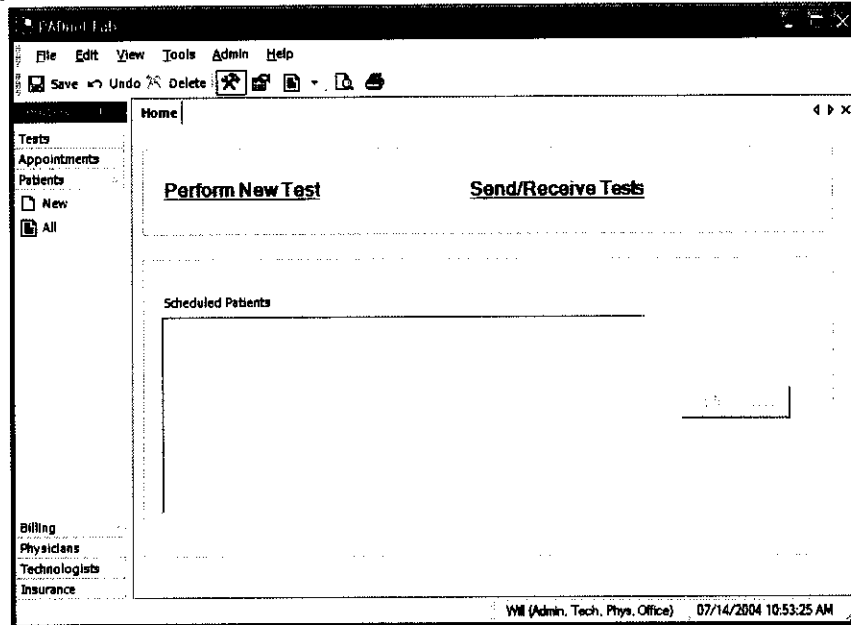 PADnet Lab
File Edit View Tools Admin Help
Save Undo Delete
Home
Tests
Appointments
Patients
New
All
Perform New Test Send/Receive Tests
Scheduled Patients
Billing
Physicians
Technologists
Insurance
Will (Admin, Tech, Phys, Office) 07/14/2004 10:53:25 AM